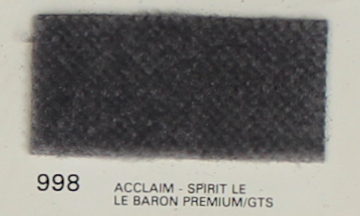 998 ACCLAIM - SPIRIT LE
LE BARON PREMIUM/GTS